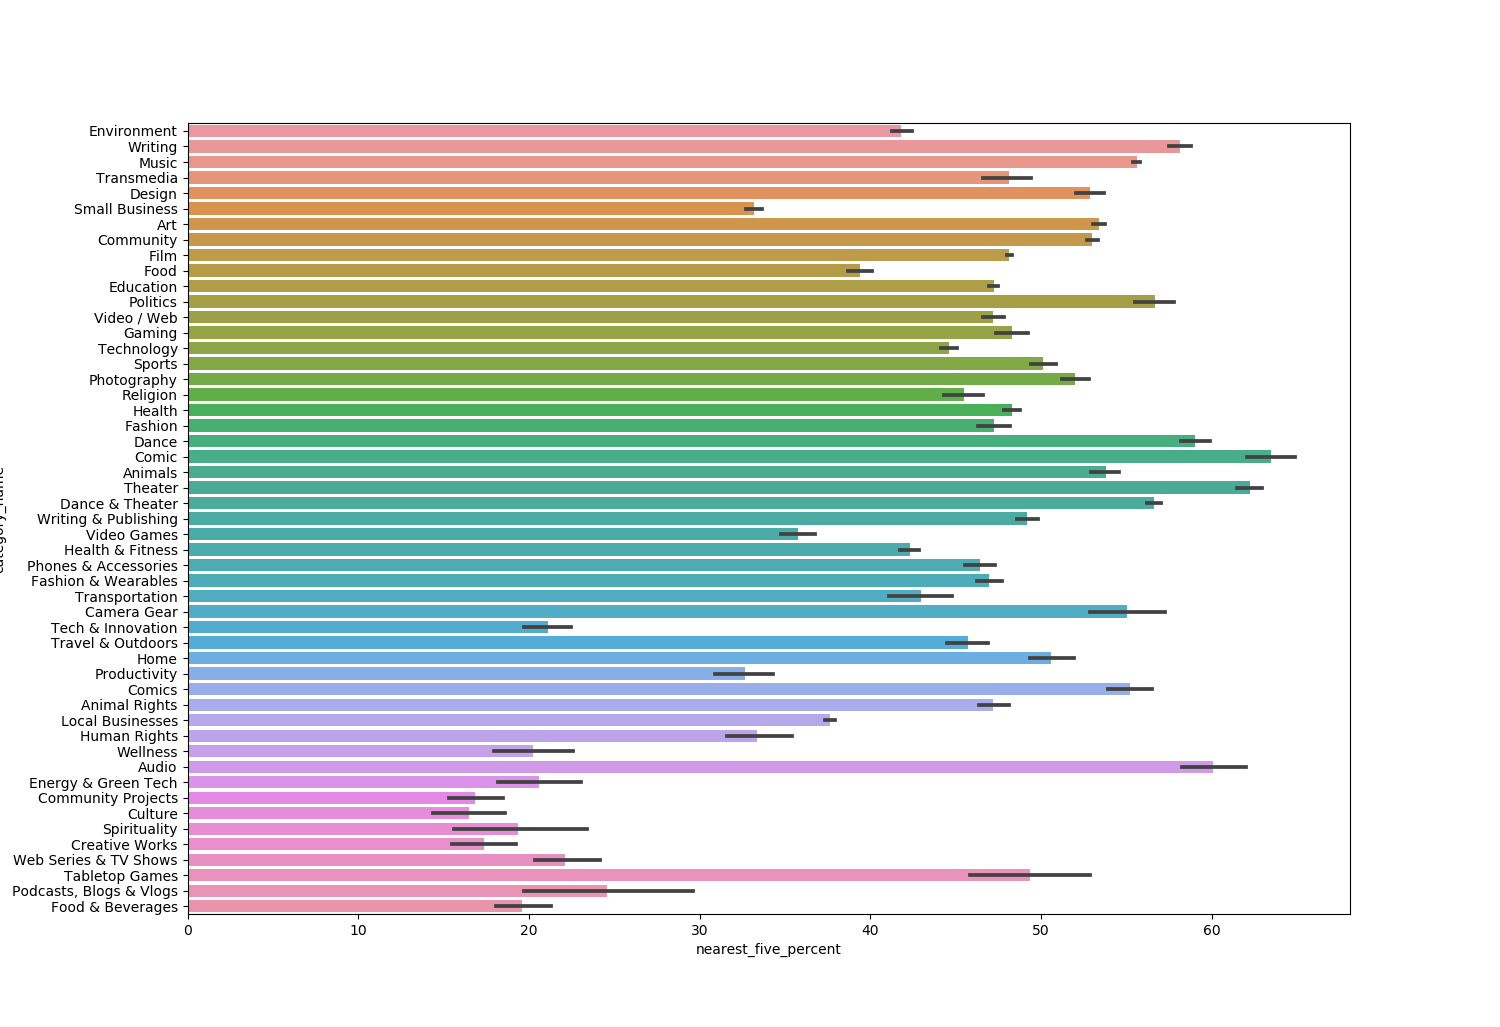 Environment
Writing
Music
Transmedia
Design
Small Business
Art
Community
Film
Food
Education
Politics
Video / Web
Gaming
Technology
Sports
Photography
Religion
Health
Fashion
Dance
Comic
Animals
Theater
Dance & Theater
Writing & Publishing
Video Games
Health & Fitness
Phones & Accessories
Fashion & Wearables
Transportation
Camera Gear
Tech & Innovation
Travel & Outdoors
Home
Productivity
Comics
Animal Rights
Local Businesses
Human Rights
Wellness
Audio
Energy & Green Tech
Community Projects
Culture
Spirituality
Creative Works
Web Series & TV Shows
Tabletop Games
Podcasts, Blogs & Vlogs
Food & Beverages
0 10 20 30 40 50 60
nearest_five_percent